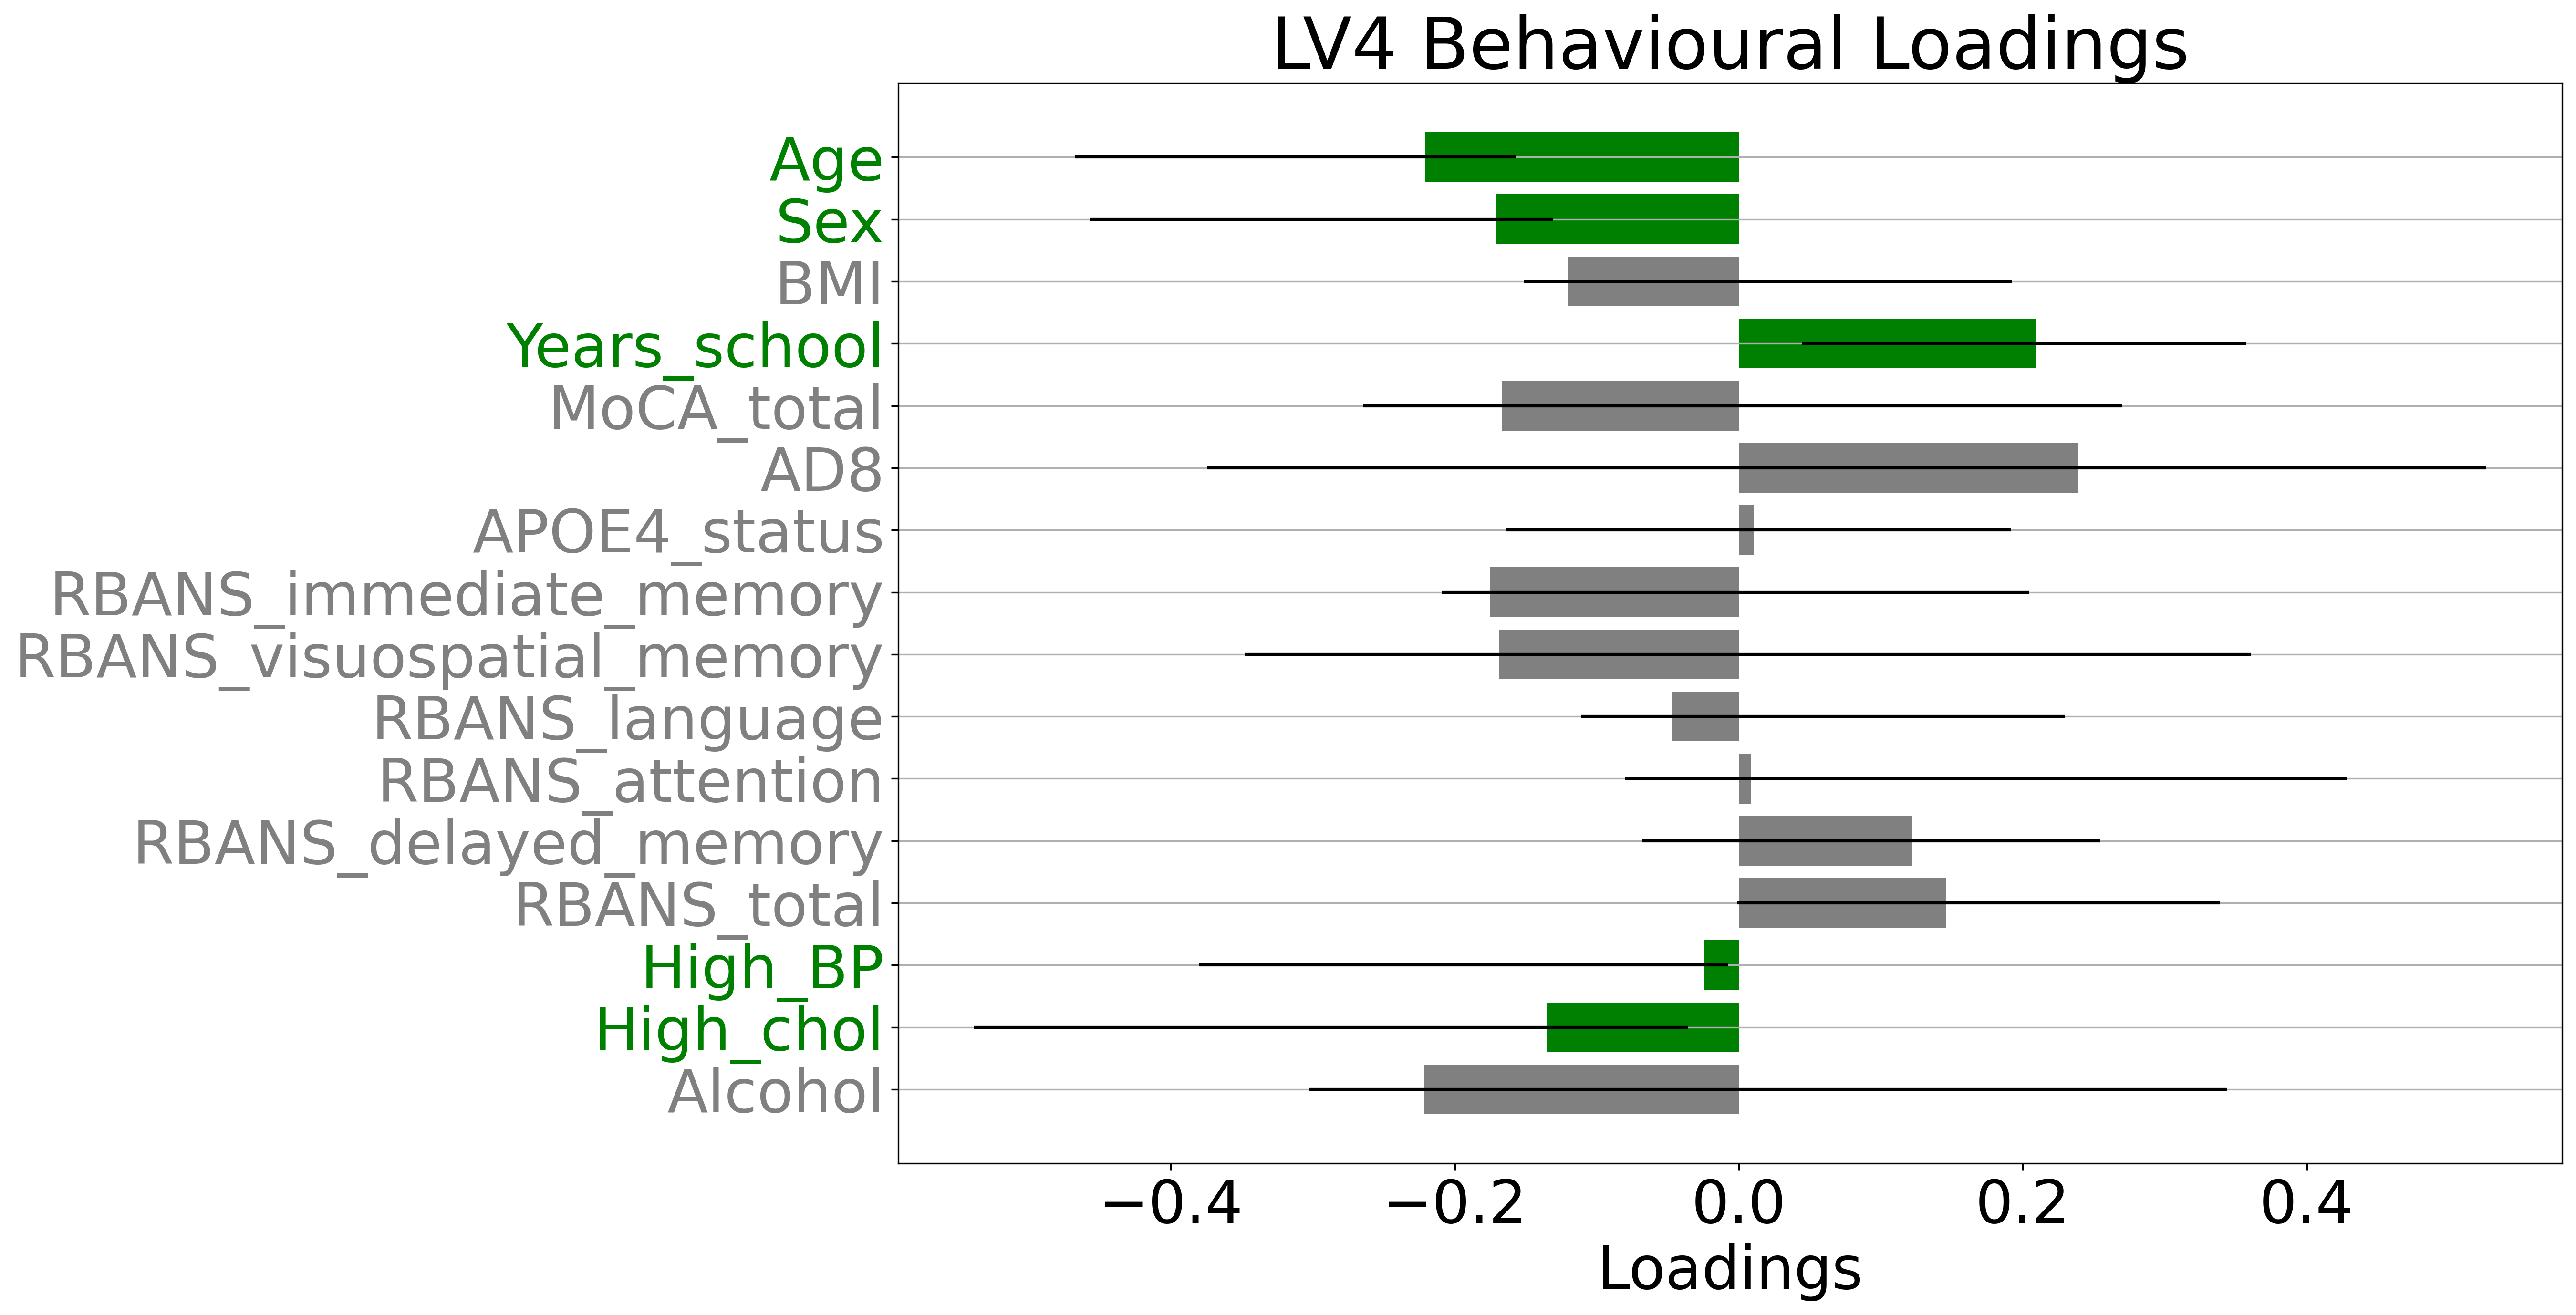 LV4 Behavioural Loadings
Age
Sex
BMI
Years_school
MoCA_total
AD8
APOE4_status
RBANS_immediate_memory
RBANS_visuospatial_memory
RBANS_language
RBANS_attention
RBANS_delayed_memory
RBANS_total
High_BP
High_chol
Alcohol
−0.4 −0.2 0.0 0.2 0.4
Loadings